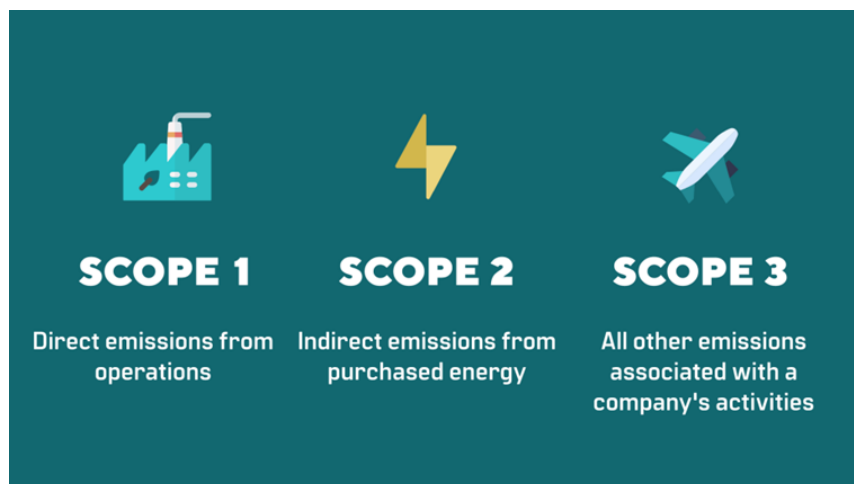 SCOPE 1
Direct emissions from
operations
SCOPE 2
Indirect emissions from
purchased energy
SCOPE 3
All other emissions
associated with a
company's activities